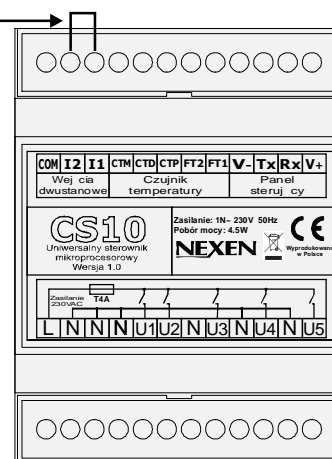 COM I2 I1 CTM CTD CTP FT2 FT1 V- Tx Rx V+
Wej cia Czujnik Panel
dwustanowe temperatury steruj cy
CS10
Uniwersalny sterownik
mikroprocesorowy
Wersja 1.0
Zasilanie: 1N~ 230V 50Hz
Pobór mocy: 4.5W
NEXEN
CE
Wyprodukowano
w Polsce
Zasilanie
230VAC
T4A
L N N N U1 U2 N U3 N U4 N U5